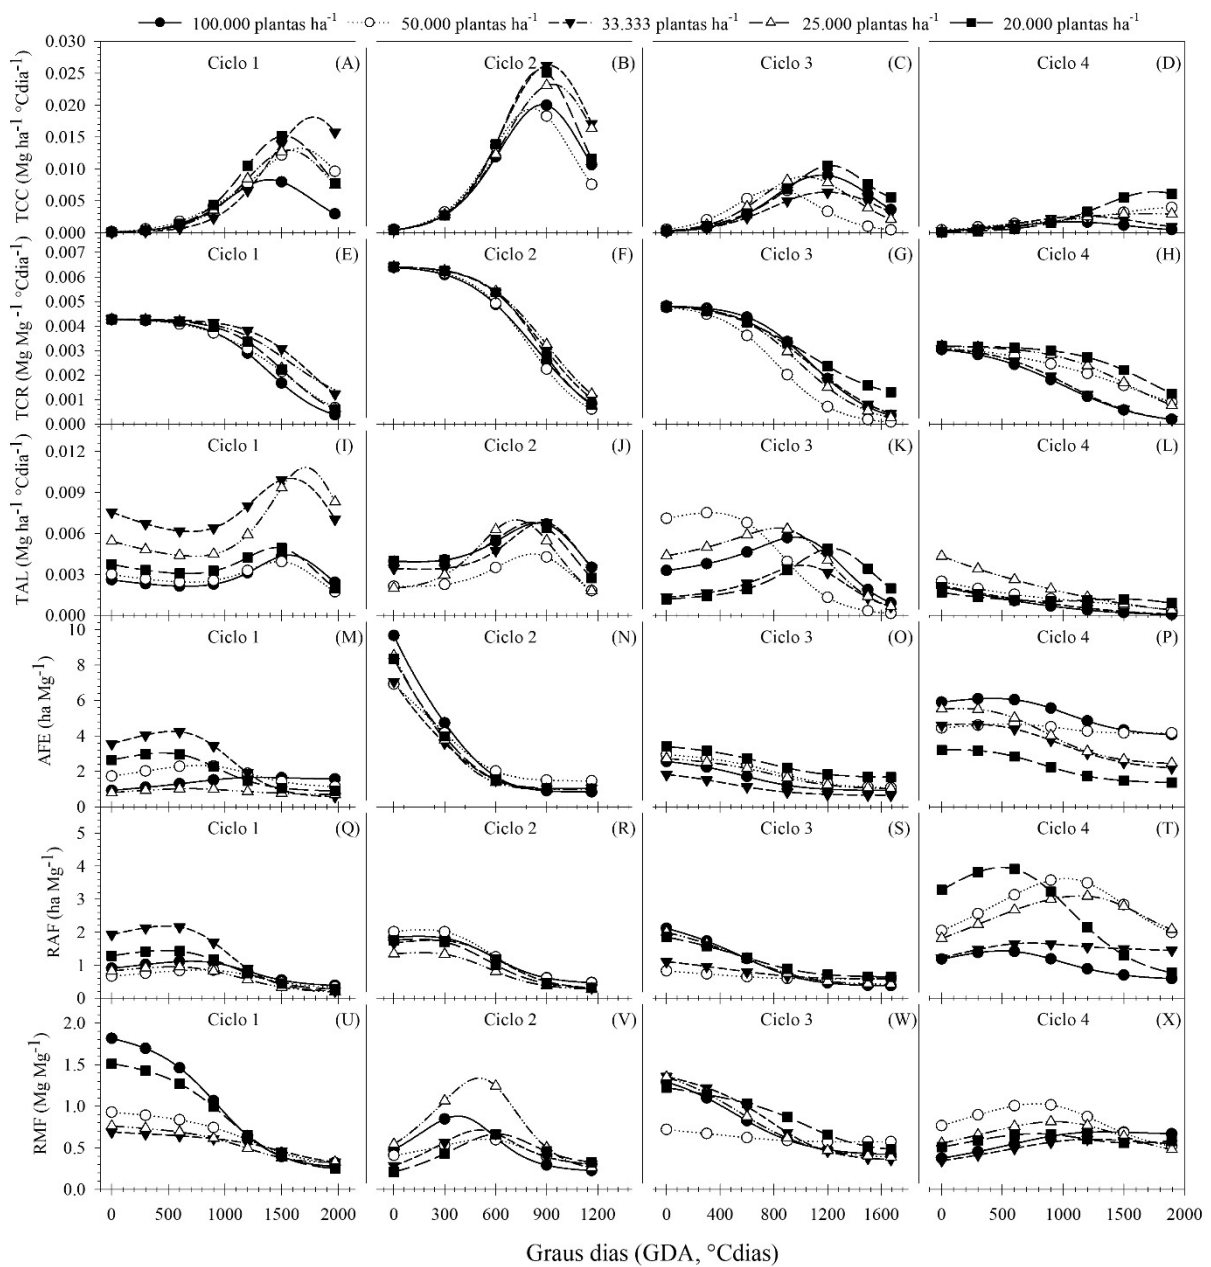 100.000 plantas ha-1 50.000 plantas ha-1 33.333 plantas ha-1 25.000 plantas ha-1 20.000 plantas ha-1
TCC (Mg ha-1 °Cdia-1)
0.030
0.025
0.020
0.015
0.010
0.005
0.000
Ciclo 1 (A)
Ciclo 2 (B)
Ciclo 3 (C)
Ciclo 4 (D)
TCR (Mg Mg-1 °Cdia-1)
0.007
0.006
0.005
0.004
0.003
0.002
0.001
0.000
Ciclo 1 (E)
Ciclo 2 (F)
Ciclo 3 (G)
Ciclo 4 (H)
TAL (Mg ha-1 °Cdia-1)
0.012
0.009
0.006
0.003
0.000
Ciclo 1 (I)
Ciclo 2 (J)
Ciclo 3 (K)
Ciclo 4 (L)
AFE (ha Mg-1)
10
8
6
4
2
0
Ciclo 1 (M)
Ciclo 2 (N)
Ciclo 3 (O)
Ciclo 4 (P)
RAF (ha Mg-1)
5
4
3
2
1
0
Ciclo 1 (Q)
Ciclo 2 (R)
Ciclo 3 (S)
Ciclo 4 (T)
RMF (Mg Mg-1)
2.0
1.5
1.0
0.5
0.0
Ciclo 1 (U)
Ciclo 2 (V)
Ciclo 3 (W)
Ciclo 4 (X)
0 500 1000 1500 2000
0 300 600 900 1200
0 400 800 1200 1600
0 500 1000 1500 2000
Graus dias (GDA, °Cdias)